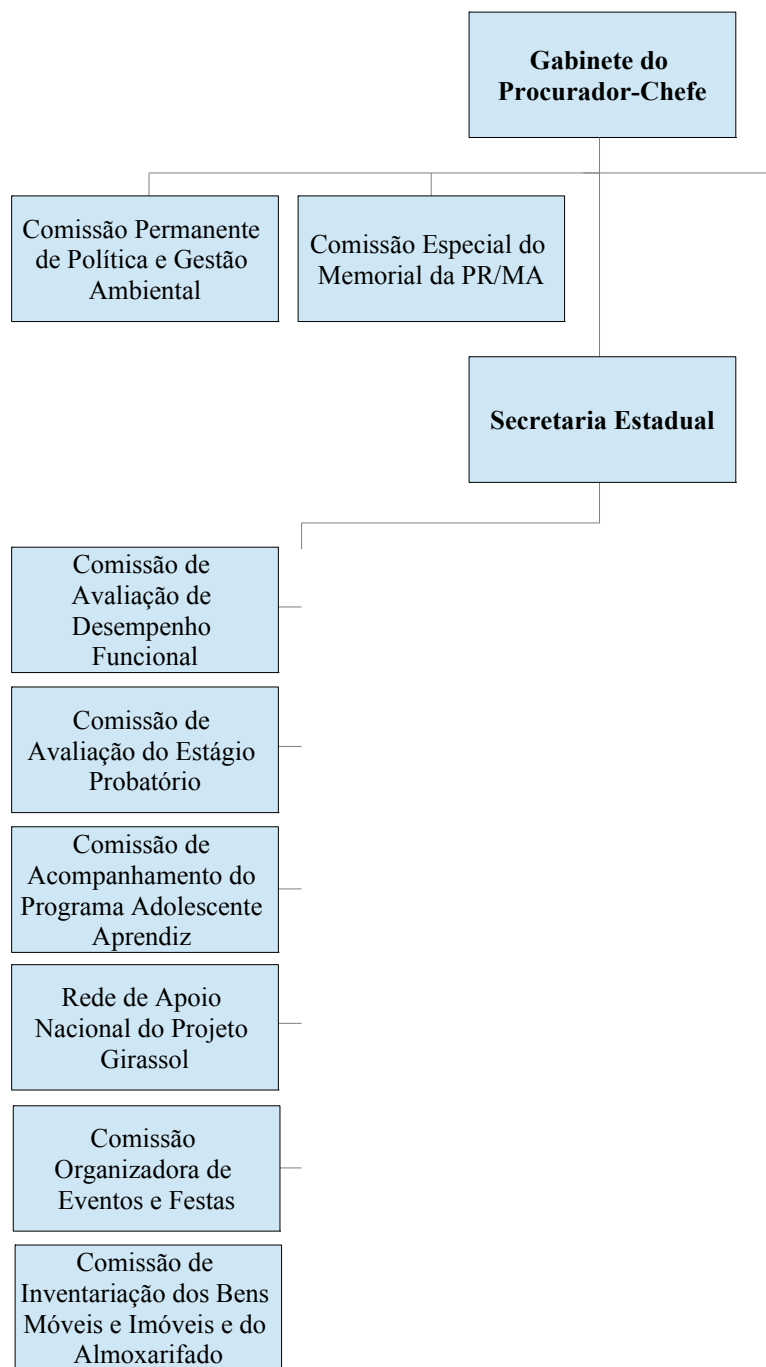 Gabinete do
Procurador-Chefe
Comissão Permanente
de Política e Gestão
Ambiental
Comissão Especial do
Memorial da PR/MA
Secretaria Estadual
Comissão de
Avaliação de
Desempenho
Funcional
Comissão de
Avaliação do Estágio
Probatório
Comissão de
Acompanhamento do
Programa Adolescente
Aprendiz
Rede de Apoio
Nacional do Projeto
Girassol
Comissão
Organizadora de
Eventos e Festas
Comissão de
Inventariação dos Bens
Móveis e Imóveis e do
Almoxarifado